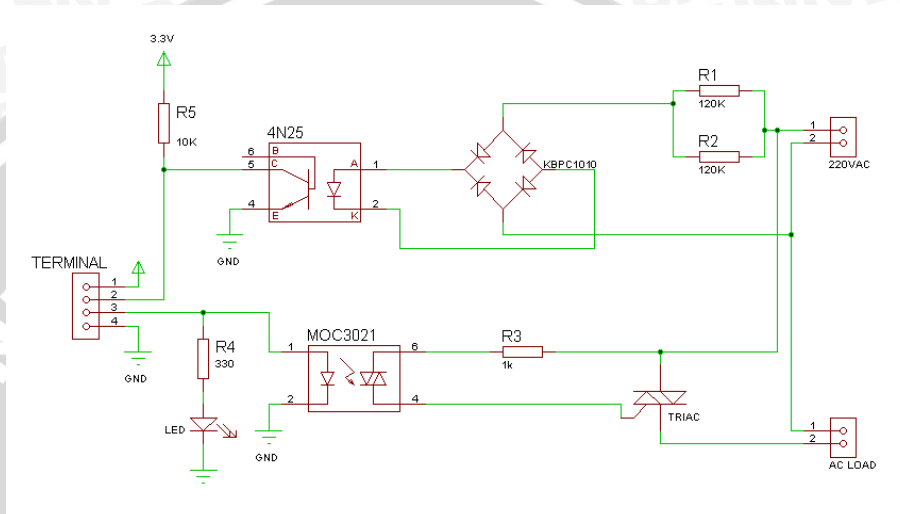 3.3V
R5
10K
4N25
6 B
5 C
4 E
A 1
K 2
GND
KBPC1010
R1
120K
R2
120K
1
2
220VAC
TERMINAL
1
2
3
4
GND
R4
330
LED
MOC3021
1
2
6
4
GND
R3
1k
TRIAC
1
2
AC LOAD